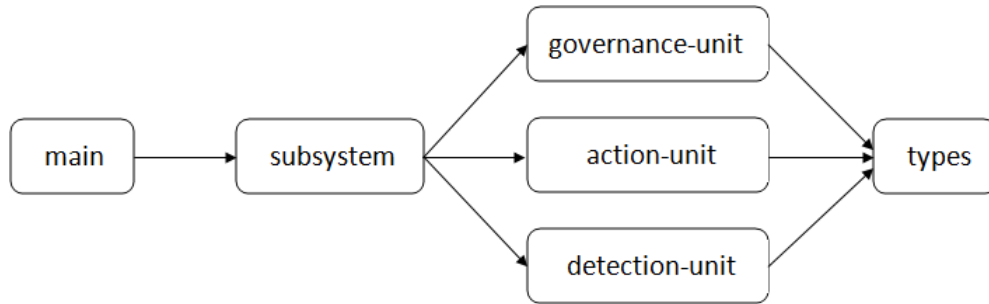 main
subsystem
governance-unit
action-unit
detection-unit
types